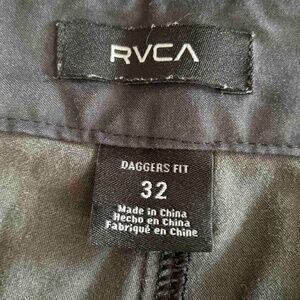 RVCA
DAGGERS FIT
32
Made in China
Hecho en China
Fabriqué en Chine